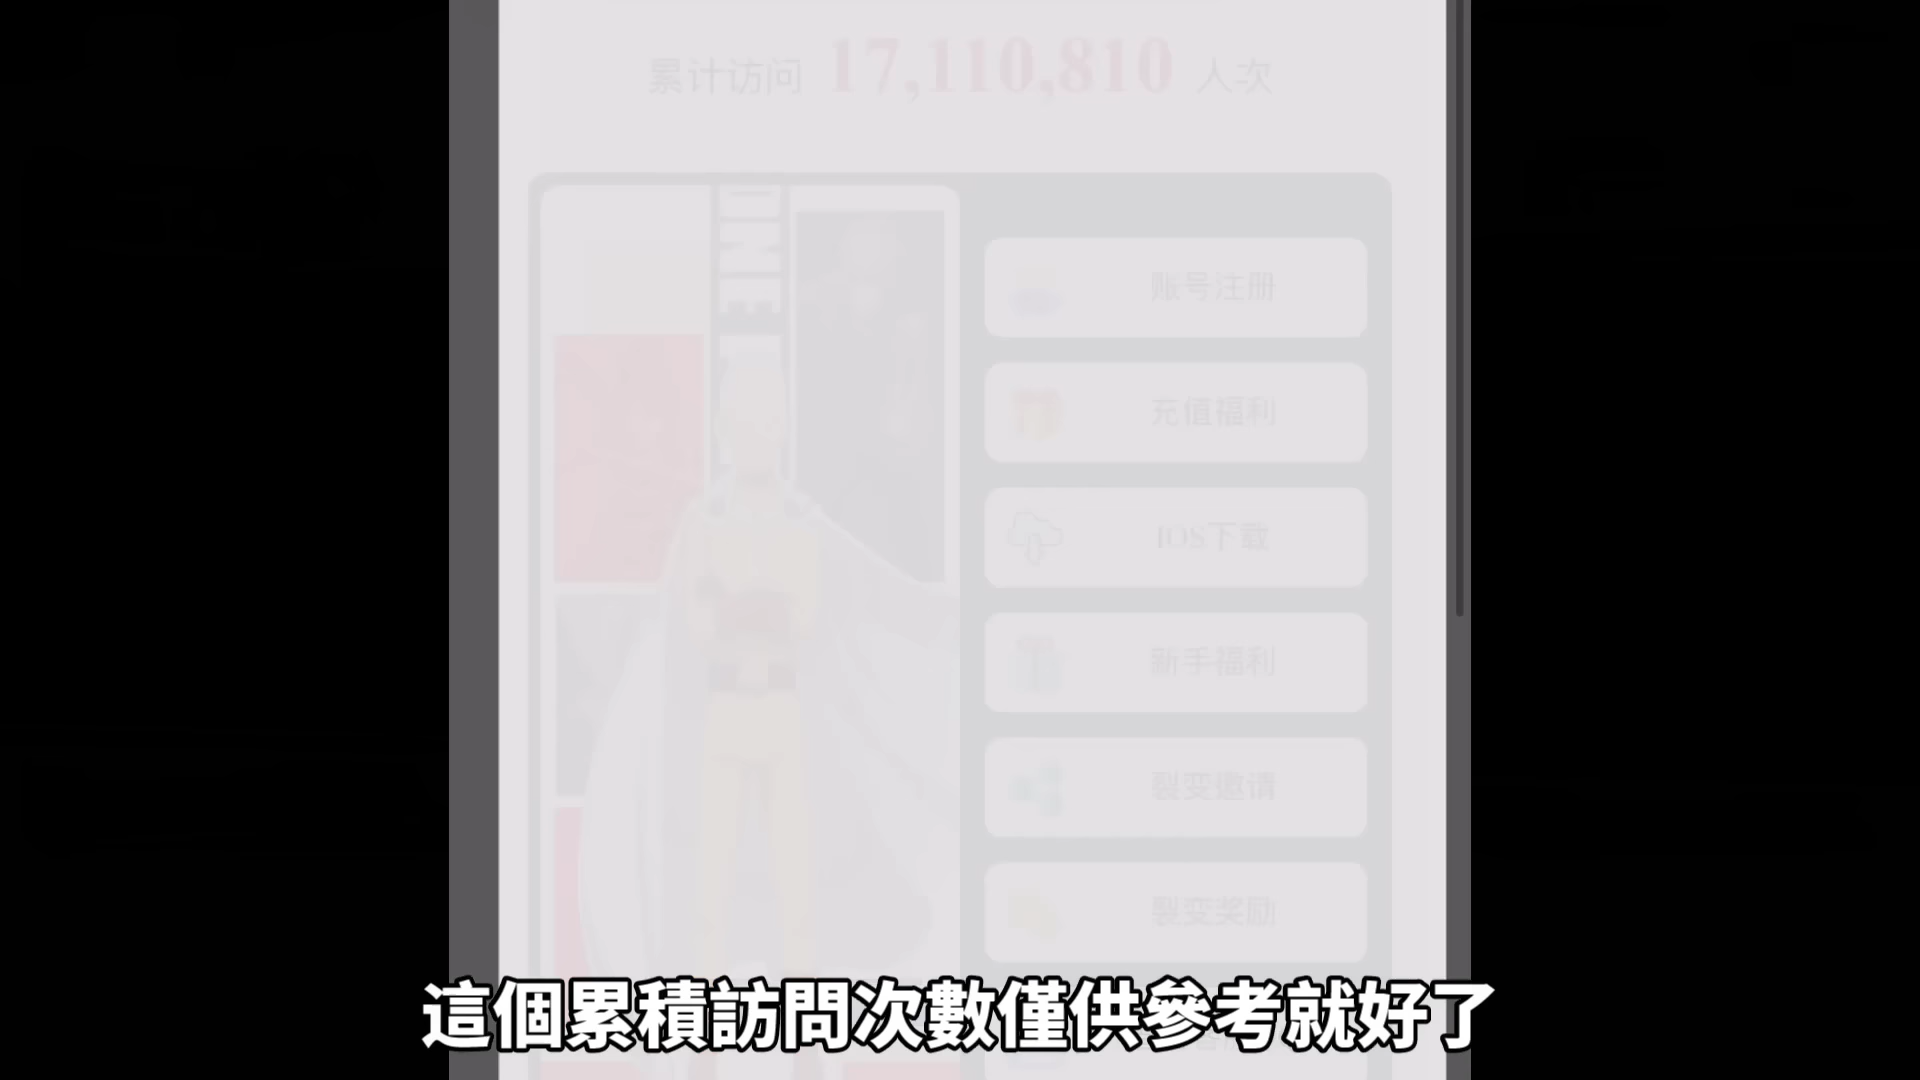 累计访问 17,110,810 人次
账号注册
充值福利
IOS下载
新手福利
裂变邀请
裂变奖励
這個累積訪問次數僅供參考就好了